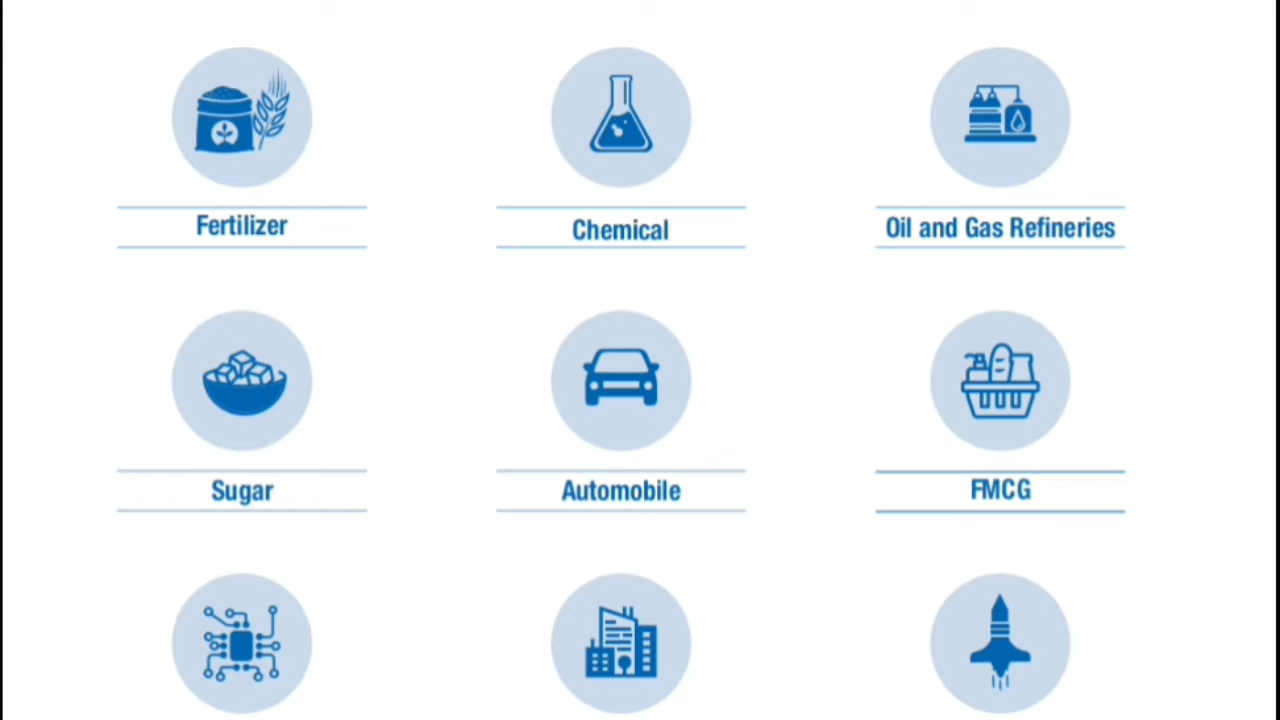 Fertilizer
Chemical
Oil and Gas Refineries
Sugar
Automobile
FMCG